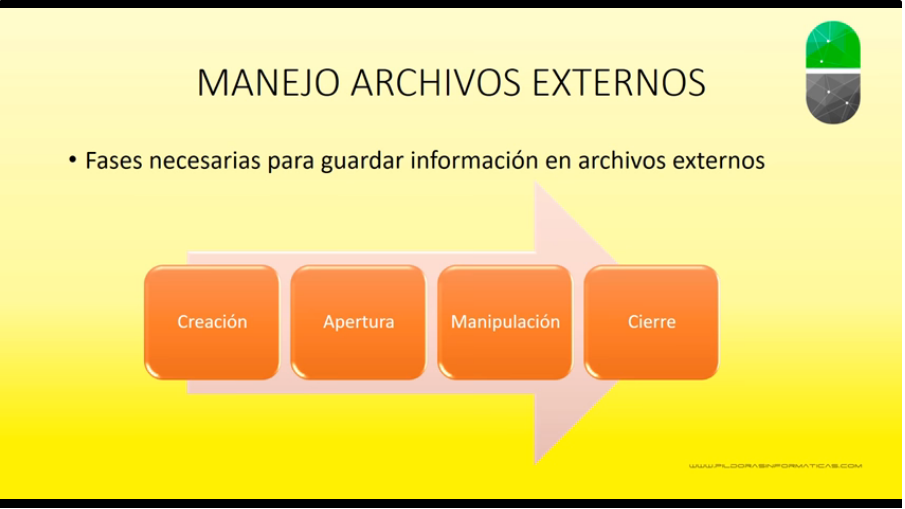 MANEJO ARCHIVOS EXTERNOS
• Fases necesarias para guardar información en archivos externos
Creación
Apertura
Manipulación
Cierre
WWW.PILDORASINFORMATICAS.COM